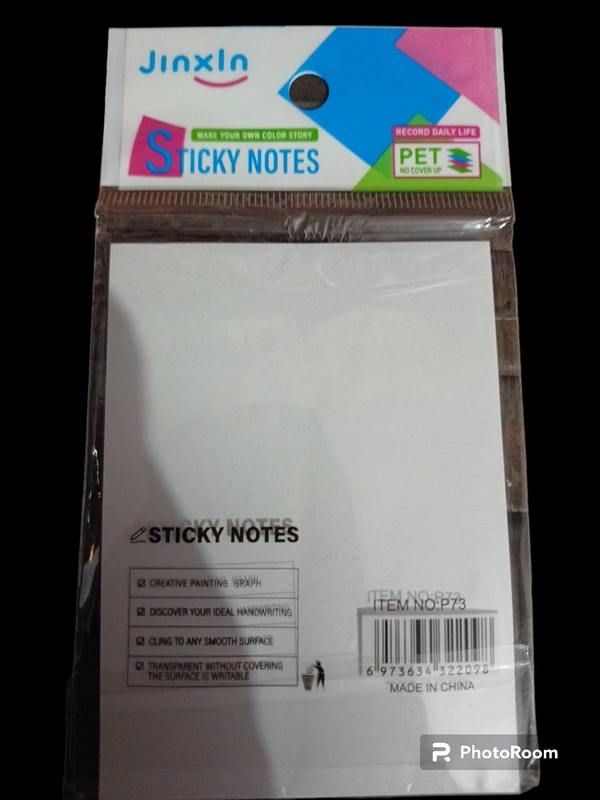 JinxIn
MAKE YOUR OWN COLOR STORY
STICKY NOTES
RECORD DAILY LIFE
PET
NO COVER UP
STICKY NOTES
CREATIVE PAINTING GRAPH
DISCOVER YOUR IDEAL HANDWRITING
CLING TO ANY SMOOTH SURFACE
TRANSPARENT WITHOUT COVERING
THE SURFACE IS WRITABLE
ITEM NO:P73
6 973634 322098
MADE IN CHINA
PhotoRoom